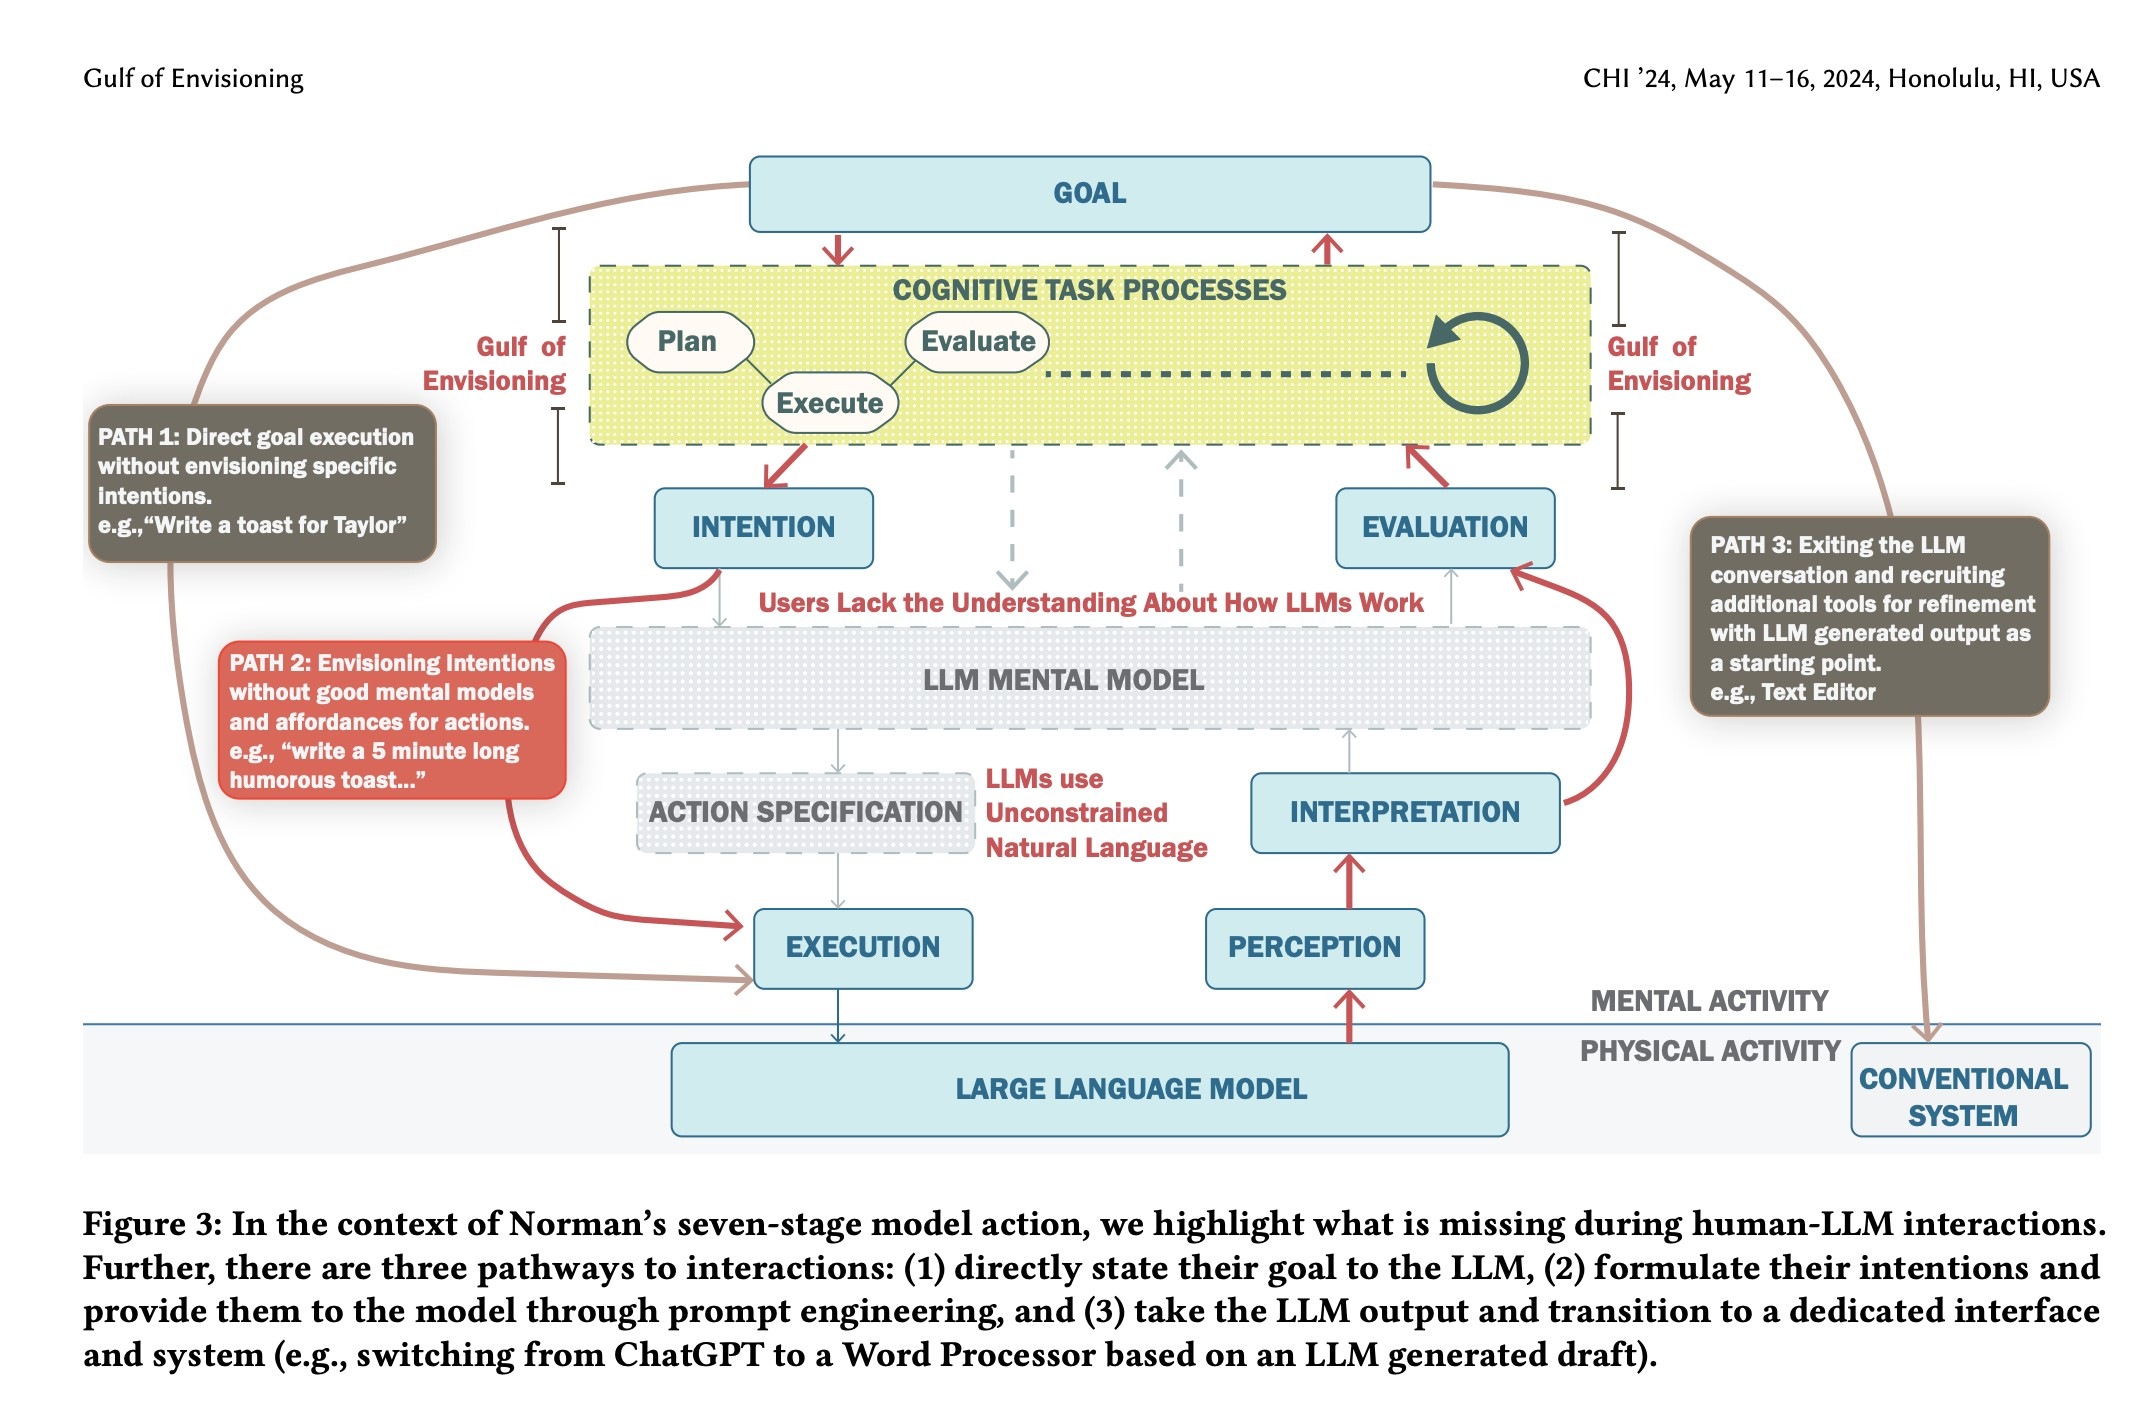 Gulf of Envisioning
CHI ’24, May 11–16, 2024, Honolulu, HI, USA
GOAL
COGNITIVE TASK PROCESSES
Plan
Evaluate
Execute
Gulf of
Envisioning
Gulf of
Envisioning
PATH 1: Direct goal execution
without envisioning specific
intentions.
e.g.,“Write a toast for Taylor”
INTENTION
EVALUATION
PATH 3: Exiting the LLM
conversation and recruiting
additional tools for refinement
with LLM generated output as
a starting point.
e.g., Text Editor
Users Lack the Understanding About How LLMs Work
PATH 2: Envisioning Intentions
without good mental models
and affordances for actions.
e.g., “write a 5 minute long
humorous toast...”
LLM MENTAL MODEL
ACTION SPECIFICATION
LLMs use
Unconstrained
Natural Language
INTERPRETATION
EXECUTION
PERCEPTION
MENTAL ACTIVITY
PHYSICAL ACTIVITY
LARGE LANGUAGE MODEL
CONVENTIONAL
SYSTEM
Figure 3: In the context of Norman’s seven-stage model action, we highlight what is missing during human-LLM interactions.
Further, there are three pathways to interactions: (1) directly state their goal to the LLM, (2) formulate their intentions and
provide them to the model through prompt engineering, and (3) take the LLM output and transition to a dedicated interface
and system (e.g., switching from ChatGPT to a Word Processor based on an LLM generated draft).